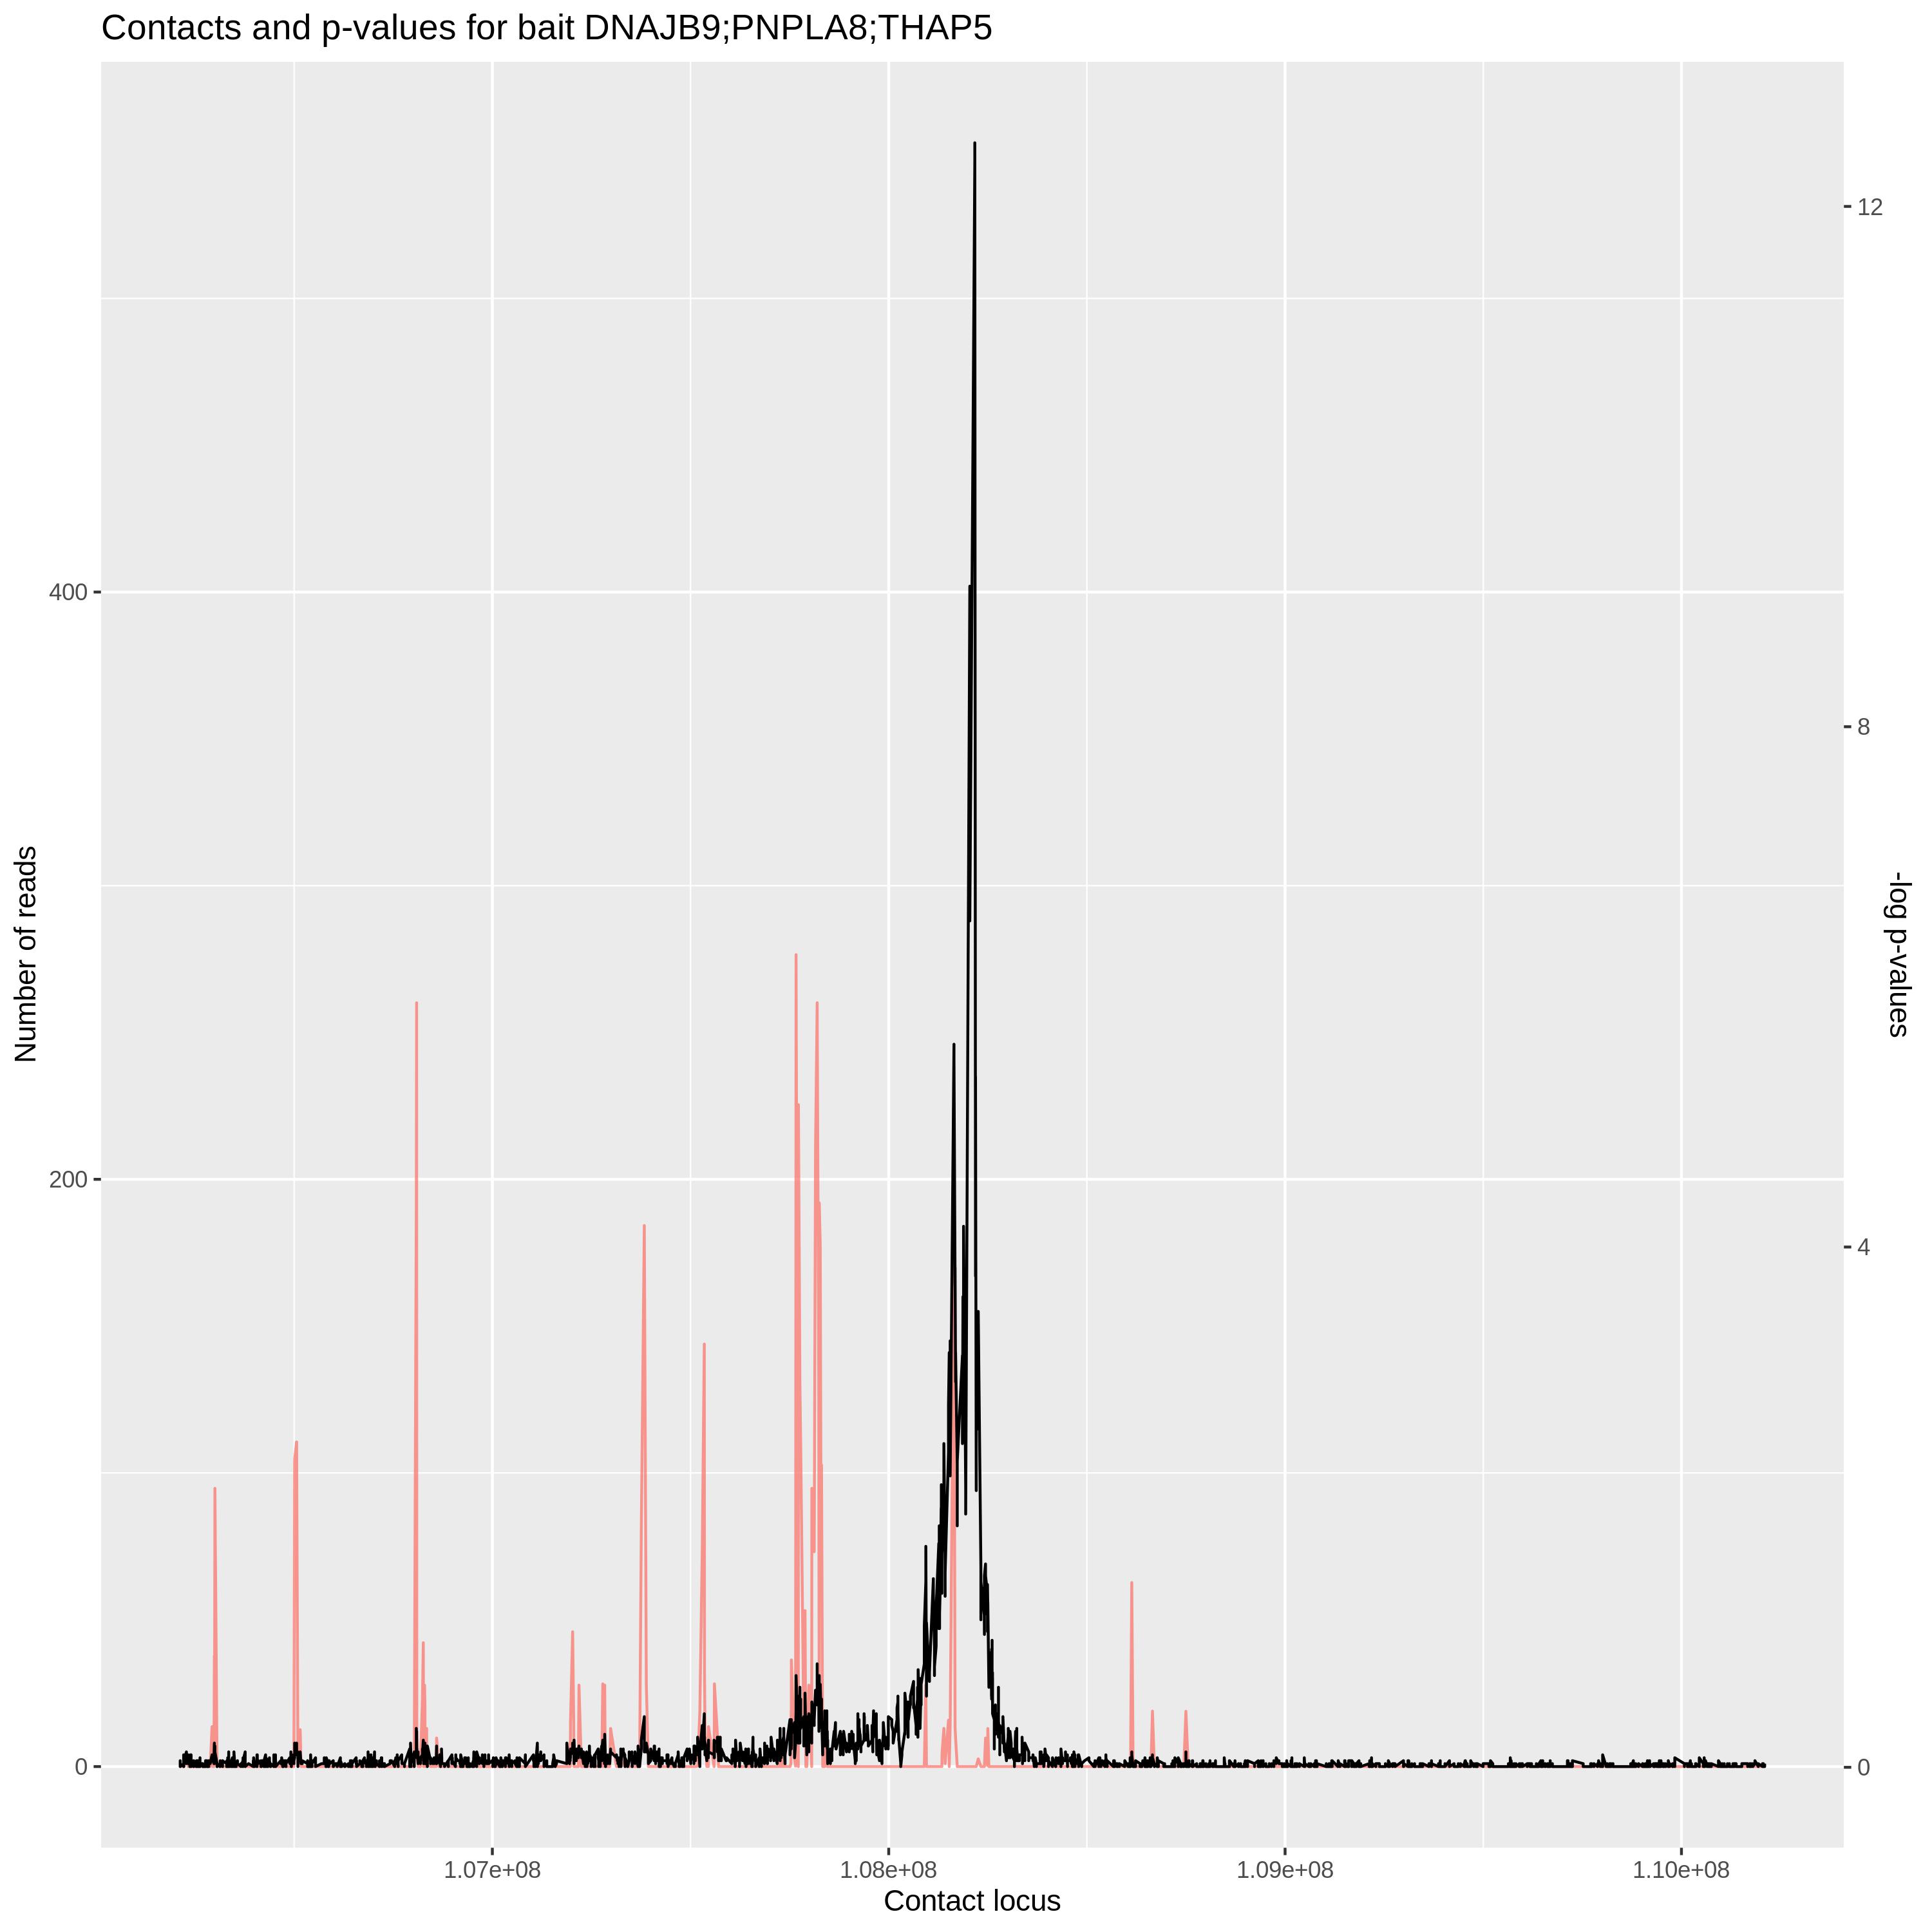 Contacts and p-values for bait DNAJB9;PNPLA8;THAP5
Number of reads
400
200
0
12
8
4
0
-log p-values
1.07e+08
1.08e+08
1.09e+08
1.10e+08
Contact locus